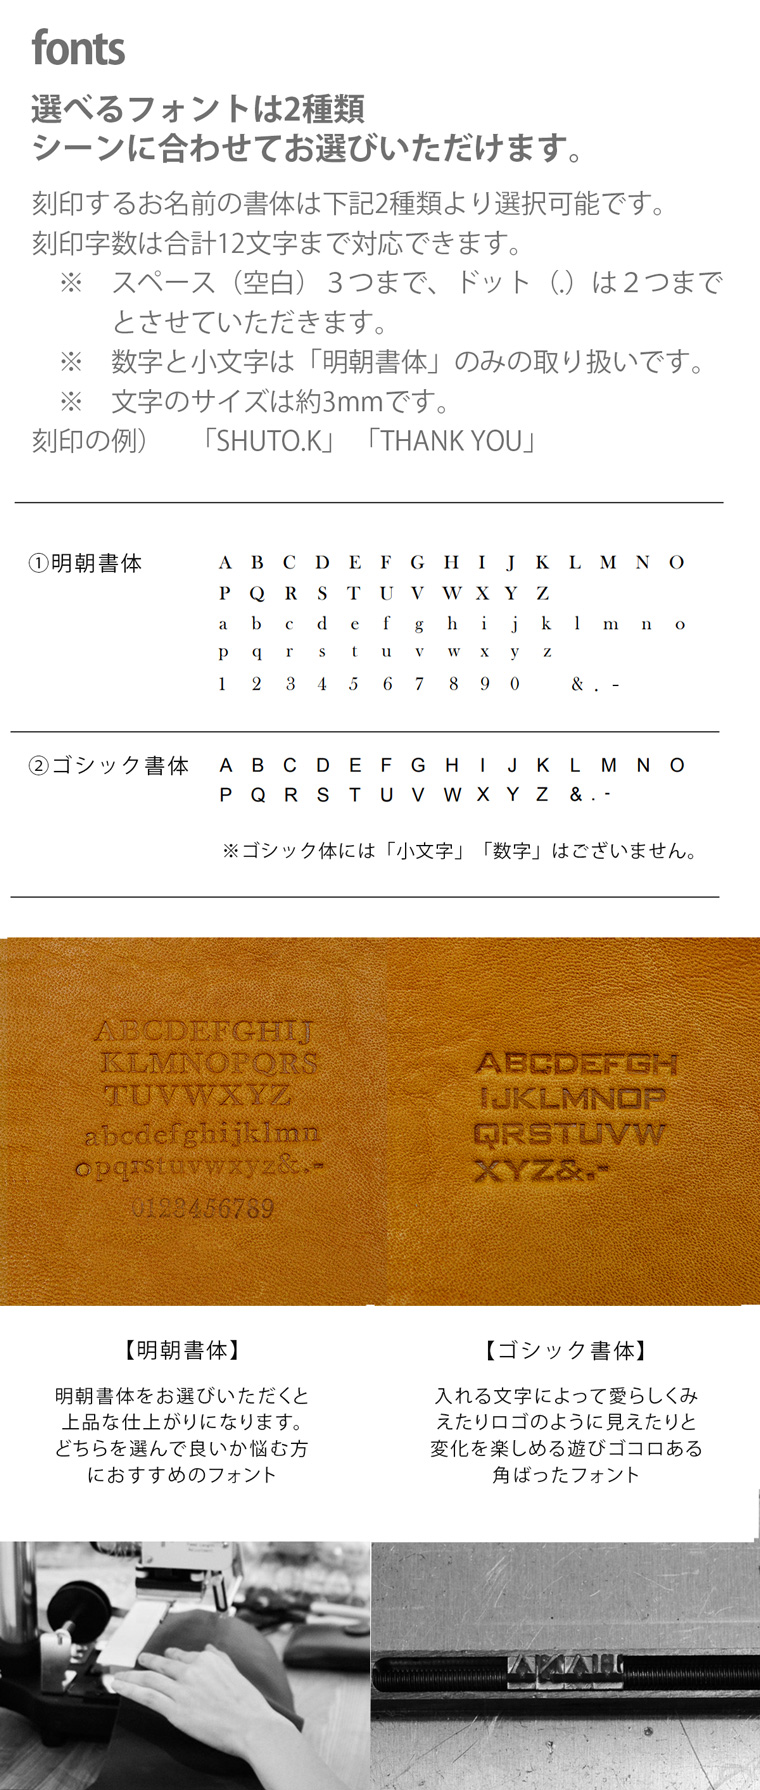 fonts
選べるフォントは2種類
シーンに合わせてお選びいただけます。
刻印するお名前の書体は下記2種類より選択可能です。
刻印字数は合計12文字まで対応できます。
※ スペース（空白）３つまで、ドット（.）は２つまで
とさせていただきます。
※ 数字と小文字は「明朝書体」のみの取り扱いです。
※ 文字のサイズは約3mmです。
刻印の例） 「SHUTO.K」 「THANK YOU」
①明朝書体 A B C D E F G H I J K L M N O
P Q R S T U V W X Y Z
a b c d e f g h i j k l m n o
p q r s t u v w x y z
1 2 3 4 5 6 7 8 9 0 & . -
②ゴシック書体 A B C D E F G H I J K L M N O
P Q R S T U V W X Y Z & . -
※ゴシック体には「小文字」「数字」はございません。
ABCDEFGHIJ
KLMNOPQRS
TUVWXYZ
abcdefghijklmn
opqrstuvwxyz&.-
0123456789
ABCDEFGH
IJKLMNOP
QRSTUVW
XYZ&.-
【明朝書体】
明朝書体をお選びいただくと
上品な仕上がりになります。
どちらを選んで良いか悩む方
におすすめのフォント
【ゴシック書体】
入れる文字によって愛らしくみ
えたりロゴのように見えたりと
変化を楽しめる遊びゴコロある
角ばったフォント